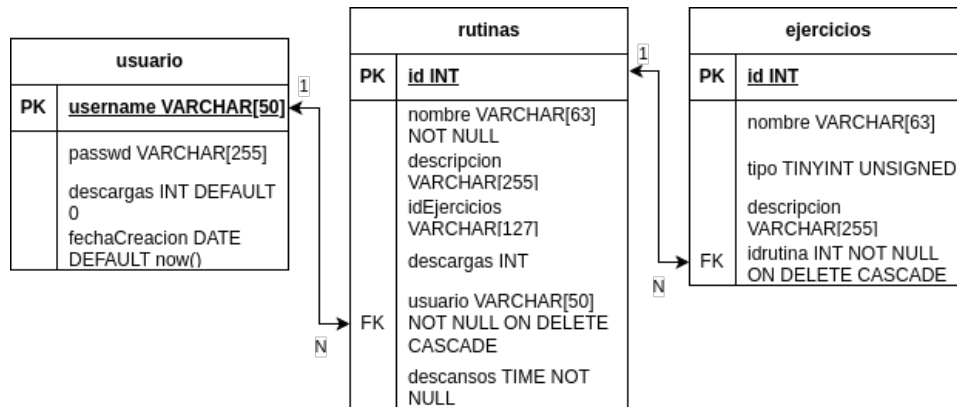 usuario
PK username VARCHAR[50]
passwd VARCHAR[255]
descargas INT DEFAULT
0
fechaCreacion DATE
DEFAULT now()
1
N
rutinas
PK id INT
nombre VARCHAR[63]
NOT NULL
descripcion
VARCHAR[255]
idEjercicios
VARCHAR[127]
descargas INT
FK usuario VARCHAR[50]
NOT NULL ON DELETE
CASCADE
descansos TIME NOT
NULL
1
N
ejercicios
PK id INT
nombre VARCHAR[63]
tipo TINYINT UNSIGNED
descripcion
VARCHAR[255]
FK idrutina INT NOT NULL
ON DELETE CASCADE